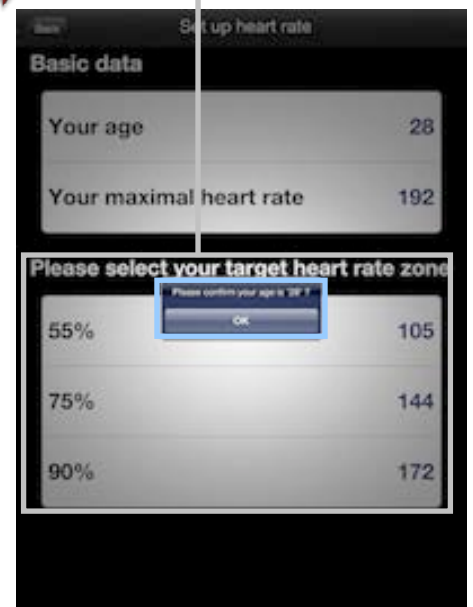 Back
Set up heart rate
Basic data
Your age 28
Your maximal heart rate 192
Please select your target heart rate zone
Please confirm your age is "28" ?
OK
55% 105
75% 144
90% 172